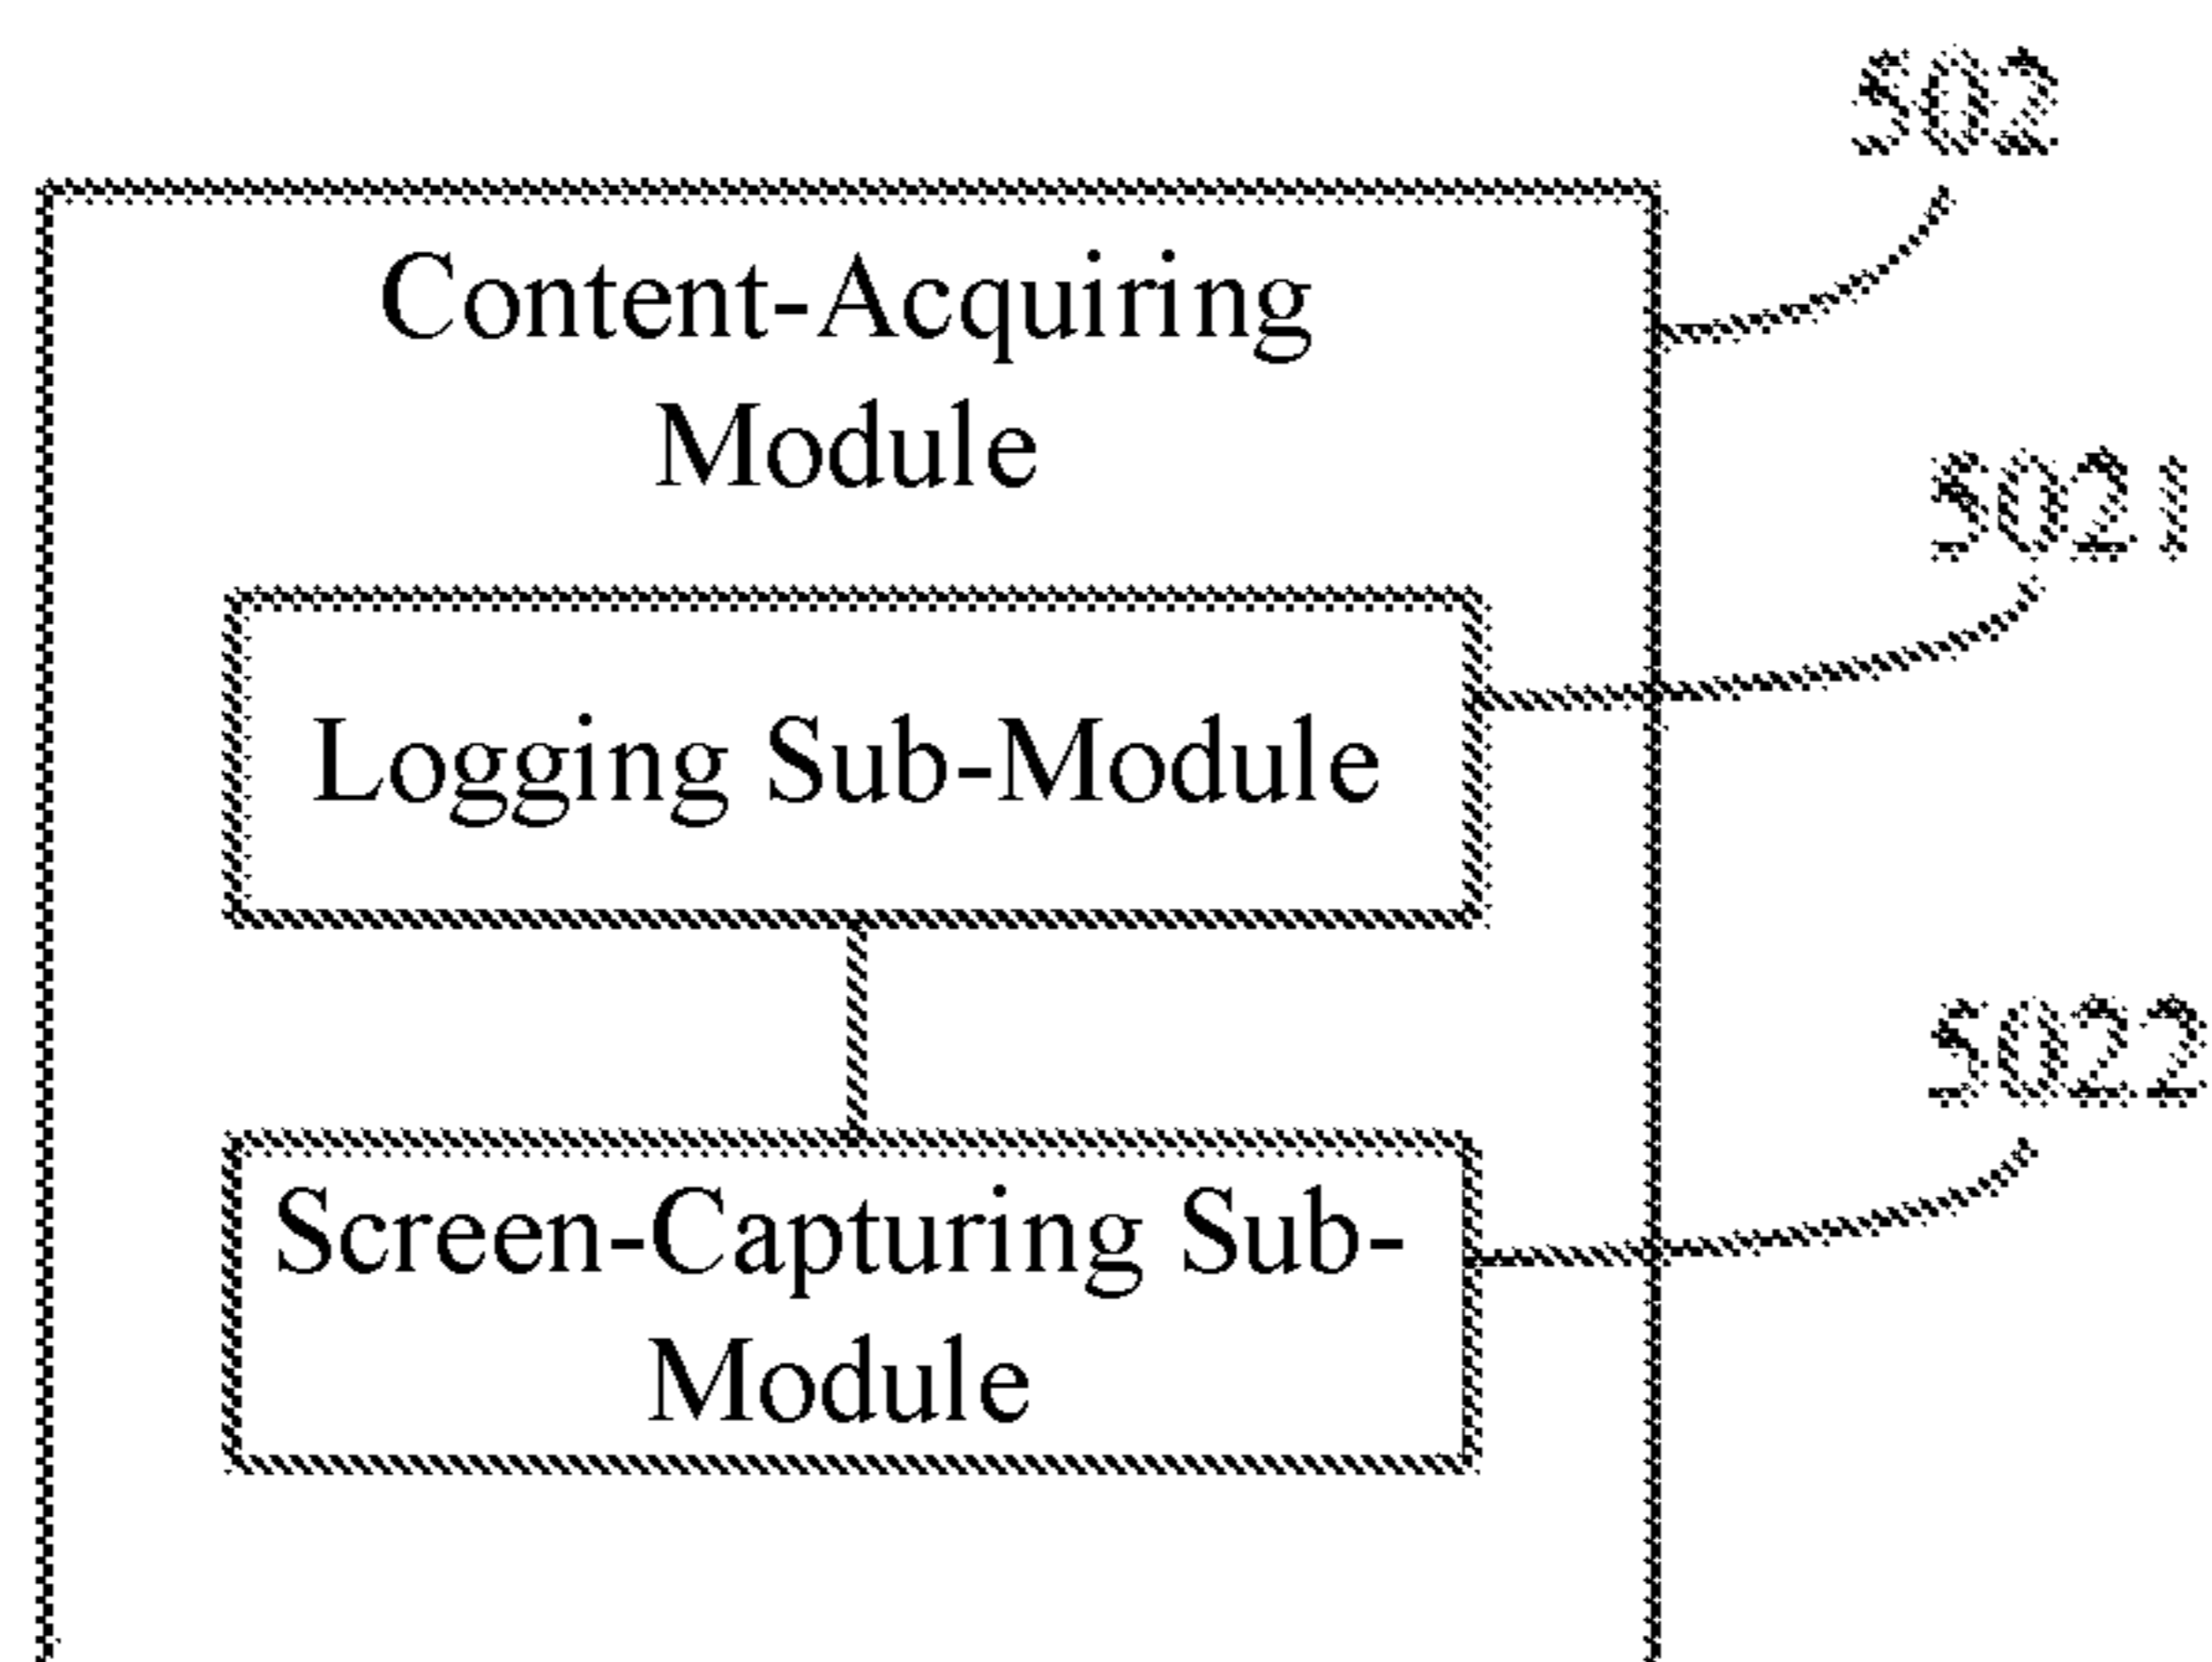 502
Content-Acquiring
Module
5021
Logging Sub-Module
5022
Screen-Capturing Sub-
Module